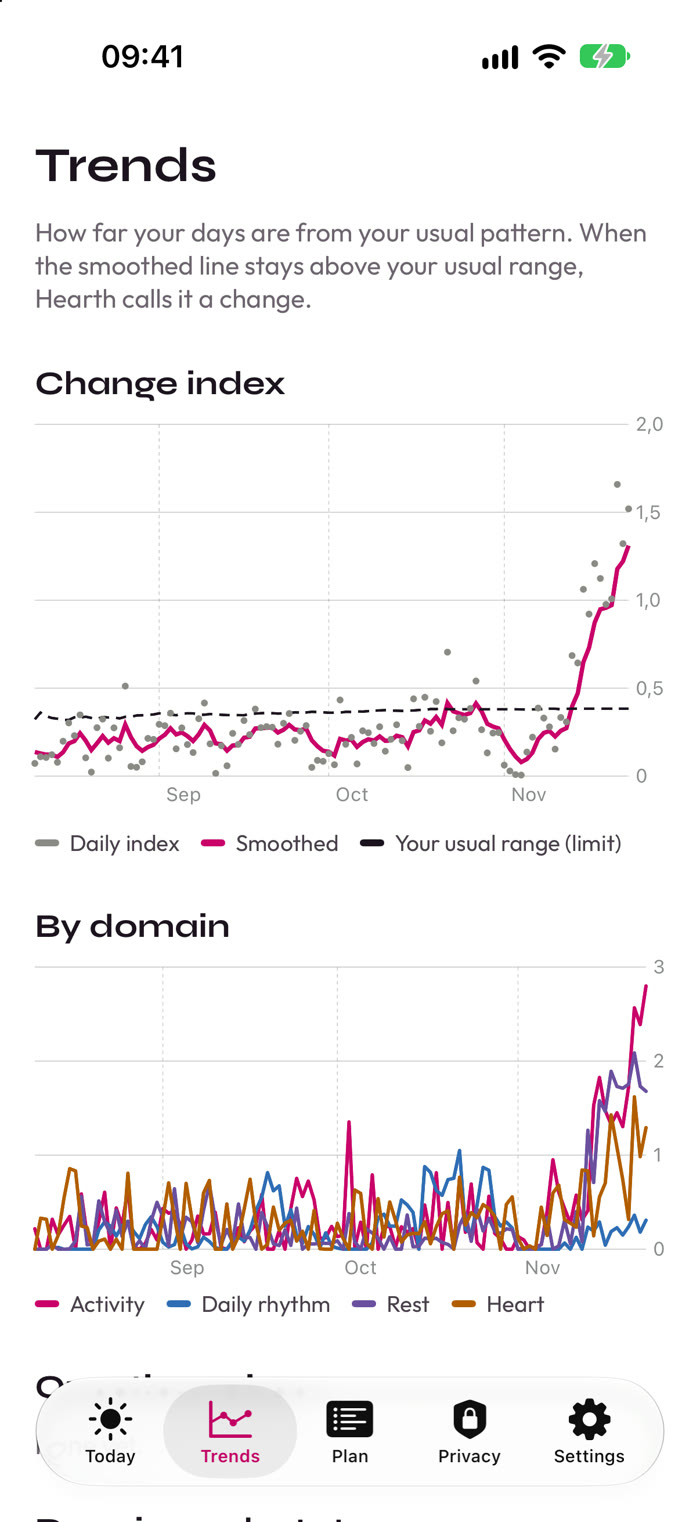 09:41
Trends
How far your days are from your usual pattern. When
the smoothed line stays above your usual range,
Hearth calls it a change.
Change index
2,0
1,5
1,0
0,5
0
Sep Oct Nov
Daily index Smoothed Your usual range (limit)
By domain
3
2
1
0
Sep Oct Nov
Activity Daily rhythm Rest Heart
Today Trends Plan Privacy Settings